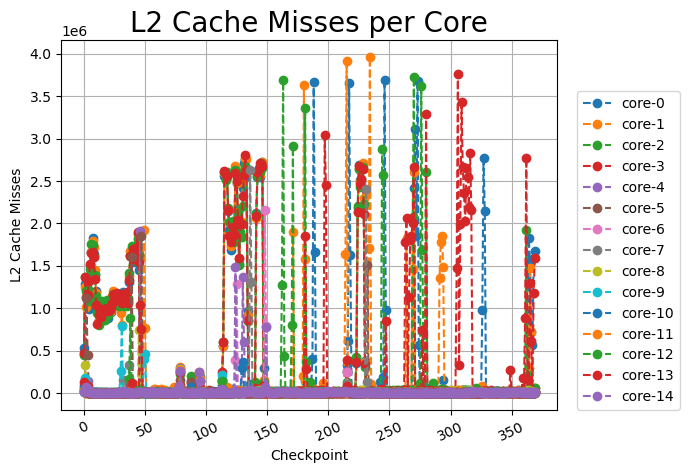 L2 Cache Misses per Core
1e6
4.0
3.5
3.0
2.5
2.0
1.5
1.0
0.5
0.0
L2 Cache Misses
0
50
100
150
200
250
300
350
Checkpoint
core-0
core-1
core-2
core-3
core-4
core-5
core-6
core-7
core-8
core-9
core-10
core-11
core-12
core-13
core-14